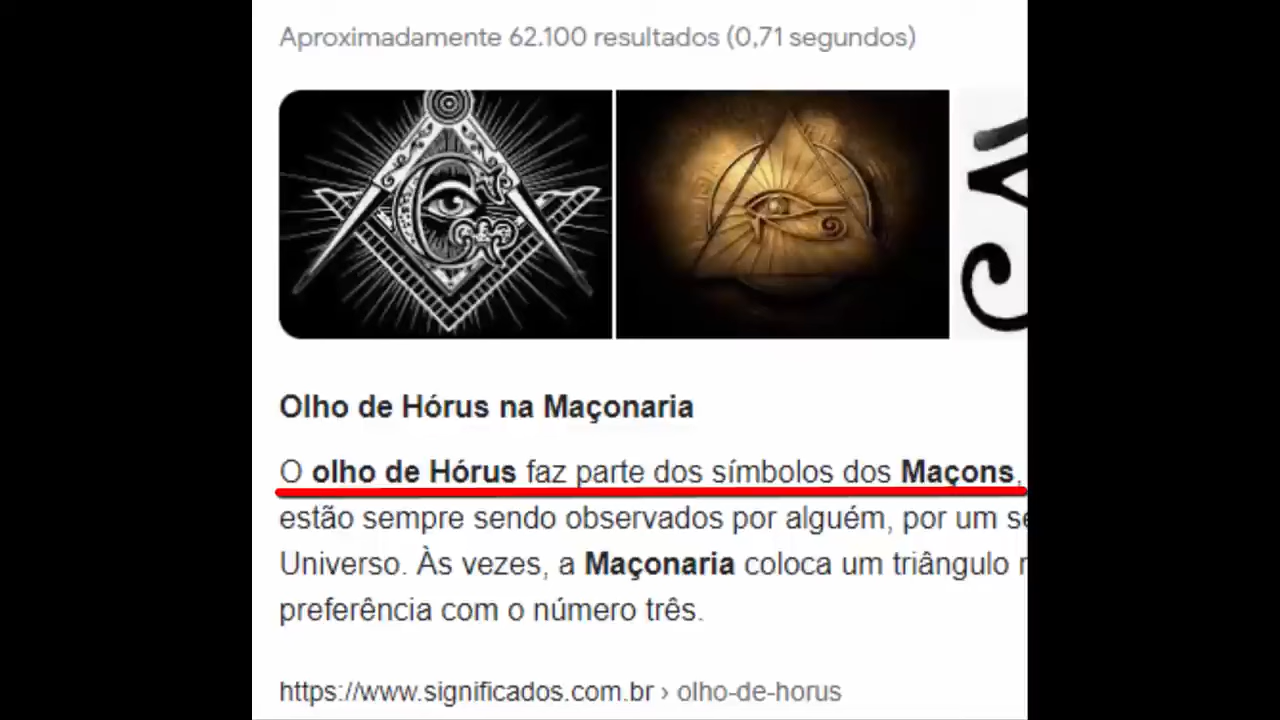 Aproximadamente 62.100 resultados (0,71 segundos)
Olho de Hórus na Maçonaria
O olho de Hórus faz parte dos símbolos dos Maçons,
estão sempre sendo observados por alguém, por um
Universo. Às vezes, a Maçonaria coloca um triângulo
preferência com o número três.
https://www.significados.com.br › olho-de-horus